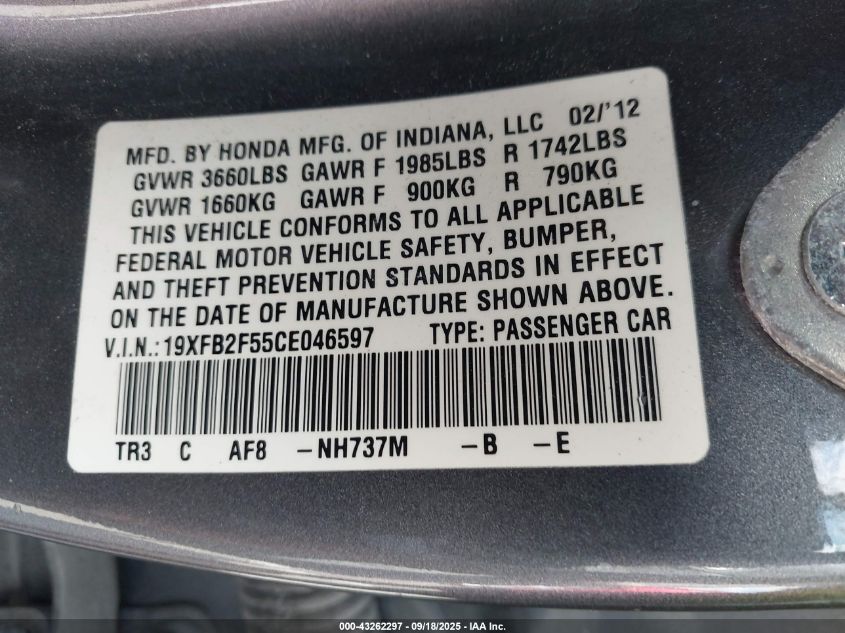 MFD. BY HONDA MFG. OF INDIANA, LLC 02/'12
GVWR 3660LBS GAWR F 1985LBS R 1742LBS
GVWR 1660KG GAWR F 900KG R 790KG
THIS VEHICLE CONFORMS TO ALL APPLICABLE
FEDERAL MOTOR VEHICLE SAFETY, BUMPER,
AND THEFT PREVENTION STANDARDS IN EFFECT
ON THE DATE OF MANUFACTURE SHOWN ABOVE.
V.I.N.:19XFB2F55CE046597 TYPE: PASSENGER CAR
TR3 C AF8 -NH737M -B -E
000-43262297 - 09/18/2025 - IAA Inc.